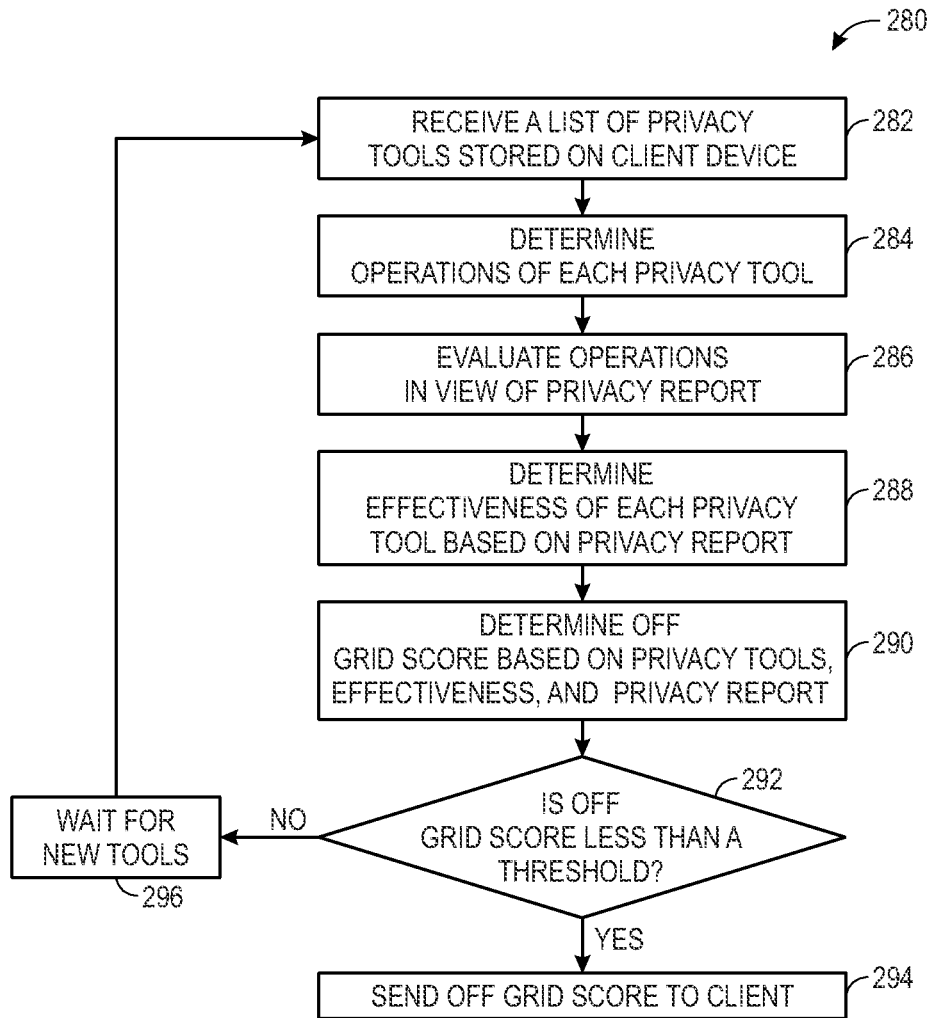 280
RECEIVE A LIST OF PRIVACY
TOOLS STORED ON CLIENT DEVICE
282
DETERMINE
OPERATIONS OF EACH PRIVACY TOOL
284
EVALUATE OPERATIONS
IN VIEW OF PRIVACY REPORT
286
DETERMINE
EFFECTIVENESS OF EACH PRIVACY
TOOL BASED ON PRIVACY REPORT
288
DETERMINE OFF
GRID SCORE BASED ON PRIVACY TOOLS,
EFFECTIVENESS, AND PRIVACY REPORT
290
IS OFF
GRID SCORE LESS THAN A
THRESHOLD?
292
NO
WAIT FOR
NEW TOOLS
296
YES
SEND OFF GRID SCORE TO CLIENT
294